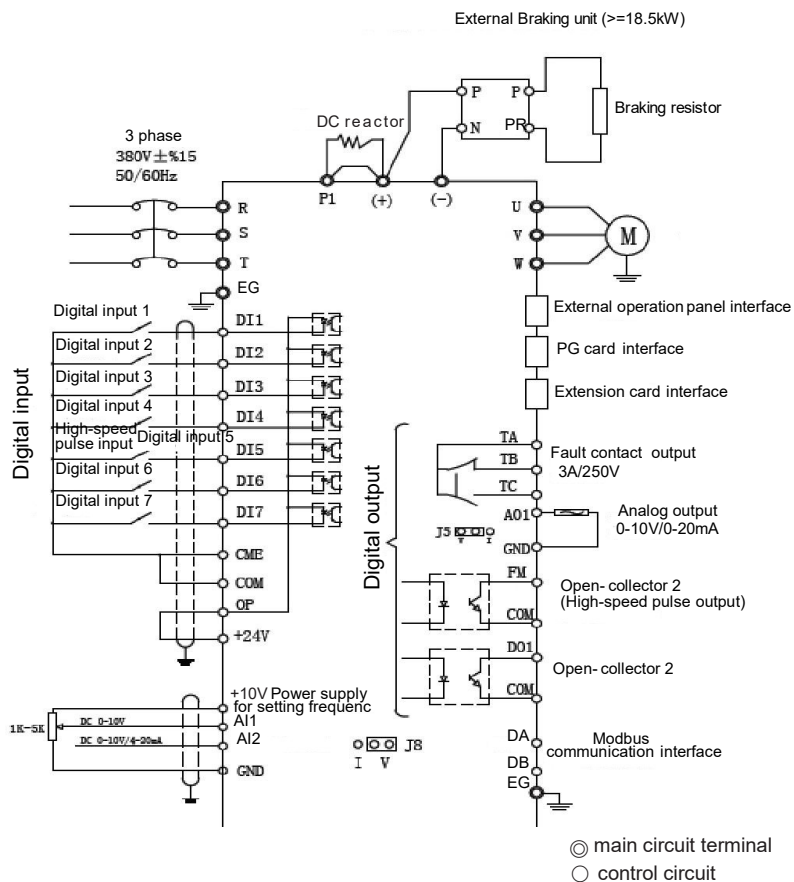 External Braking unit (>=18.5kW)
P
P
N
PR
Braking resistor
DC reactor
3 phase
380V±%15
50/60Hz
P1
(+)
(-)
R
S
T
EG
U
V
W
M
External operation panel interface
PG card interface
Extension card interface
Digital input
Digital input 1
DI1
Digital input 2
DI2
Digital input 3
DI3
Digital input 4
DI4
High-speed
pulse input
Digital input 5
DI5
Digital input 6
DI6
Digital input 7
DI7
CME
COM
OP
+24V
Digital output
TA
TB
TC
Fault contact output
3A/250V
J5
V
I
AO1
GND
Analog output
0-10V/0-20mA
FM
COM
Open-collector 2
(High-speed pulse output)
DO1
COM
Open-collector 2
+10V Power supply
for setting frequenc
1K-5K
DC 0-10V
AI1
DC 0-10V/4-20mA
AI2
GND
J8
I V
DA
DB
Modbus
communication interface
EG
main circuit terminal
control circuit